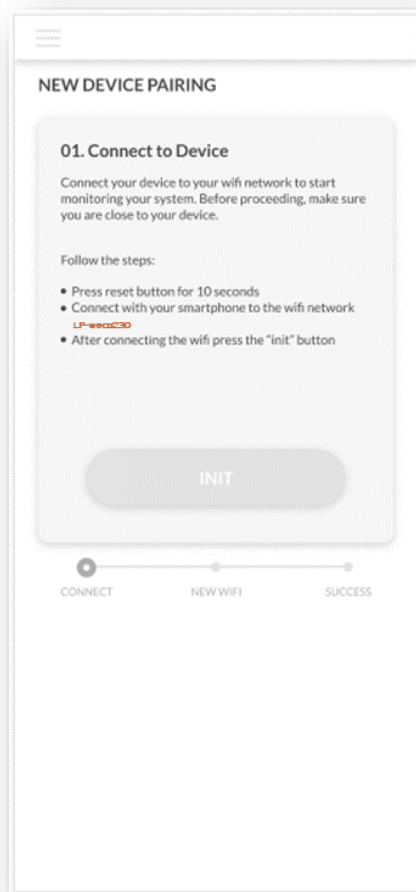 NEW DEVICE PAIRING
01. Connect to Device
Connect your device to your wifi network to start
monitoring your system. Before proceeding, make sure
you are close to your device.
Follow the steps:
• Press reset button for 10 seconds
• Connect with your smartphone to the wifi network
• After connecting the wifi press the “init” button
INIT
CONNECT NEW WIFI SUCCESS